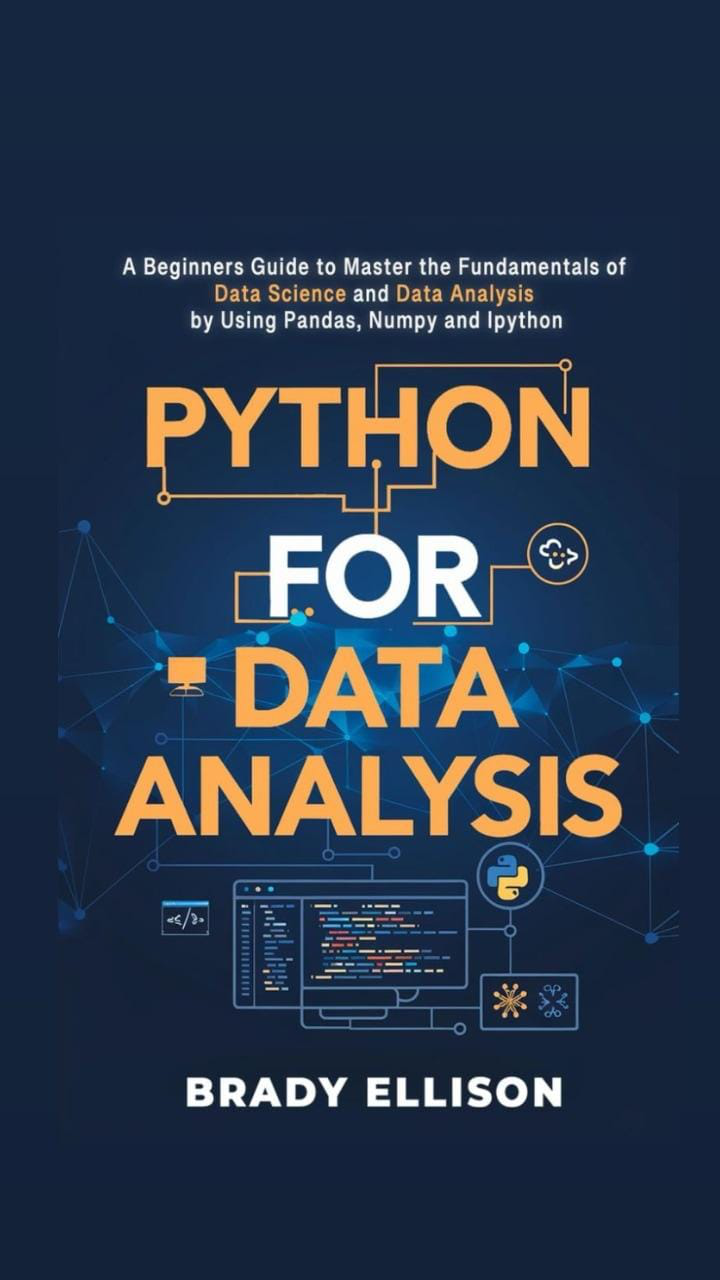 A Beginners Guide to Master the Fundamentals of
Data Science and Data Analysis
by Using Pandas, Numpy and Ipython
PYTHON
FOR
DATA
ANALYSIS
BRADY ELLISON